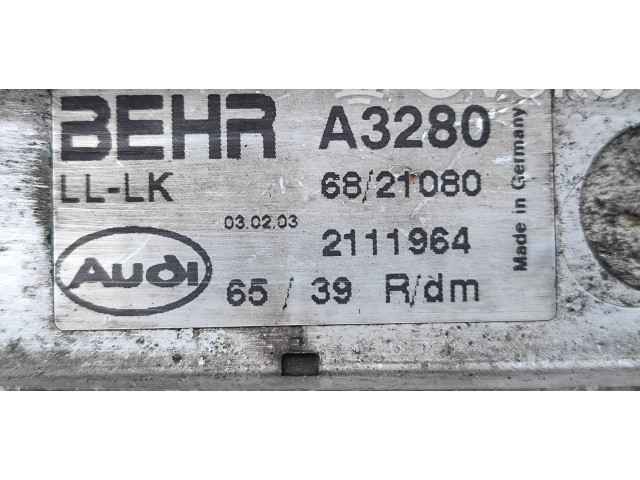 BEHR A3280
LL-LK 68/21080
03.02.03 2111964
Audi
65 / 39 R/dm
Made in Germany